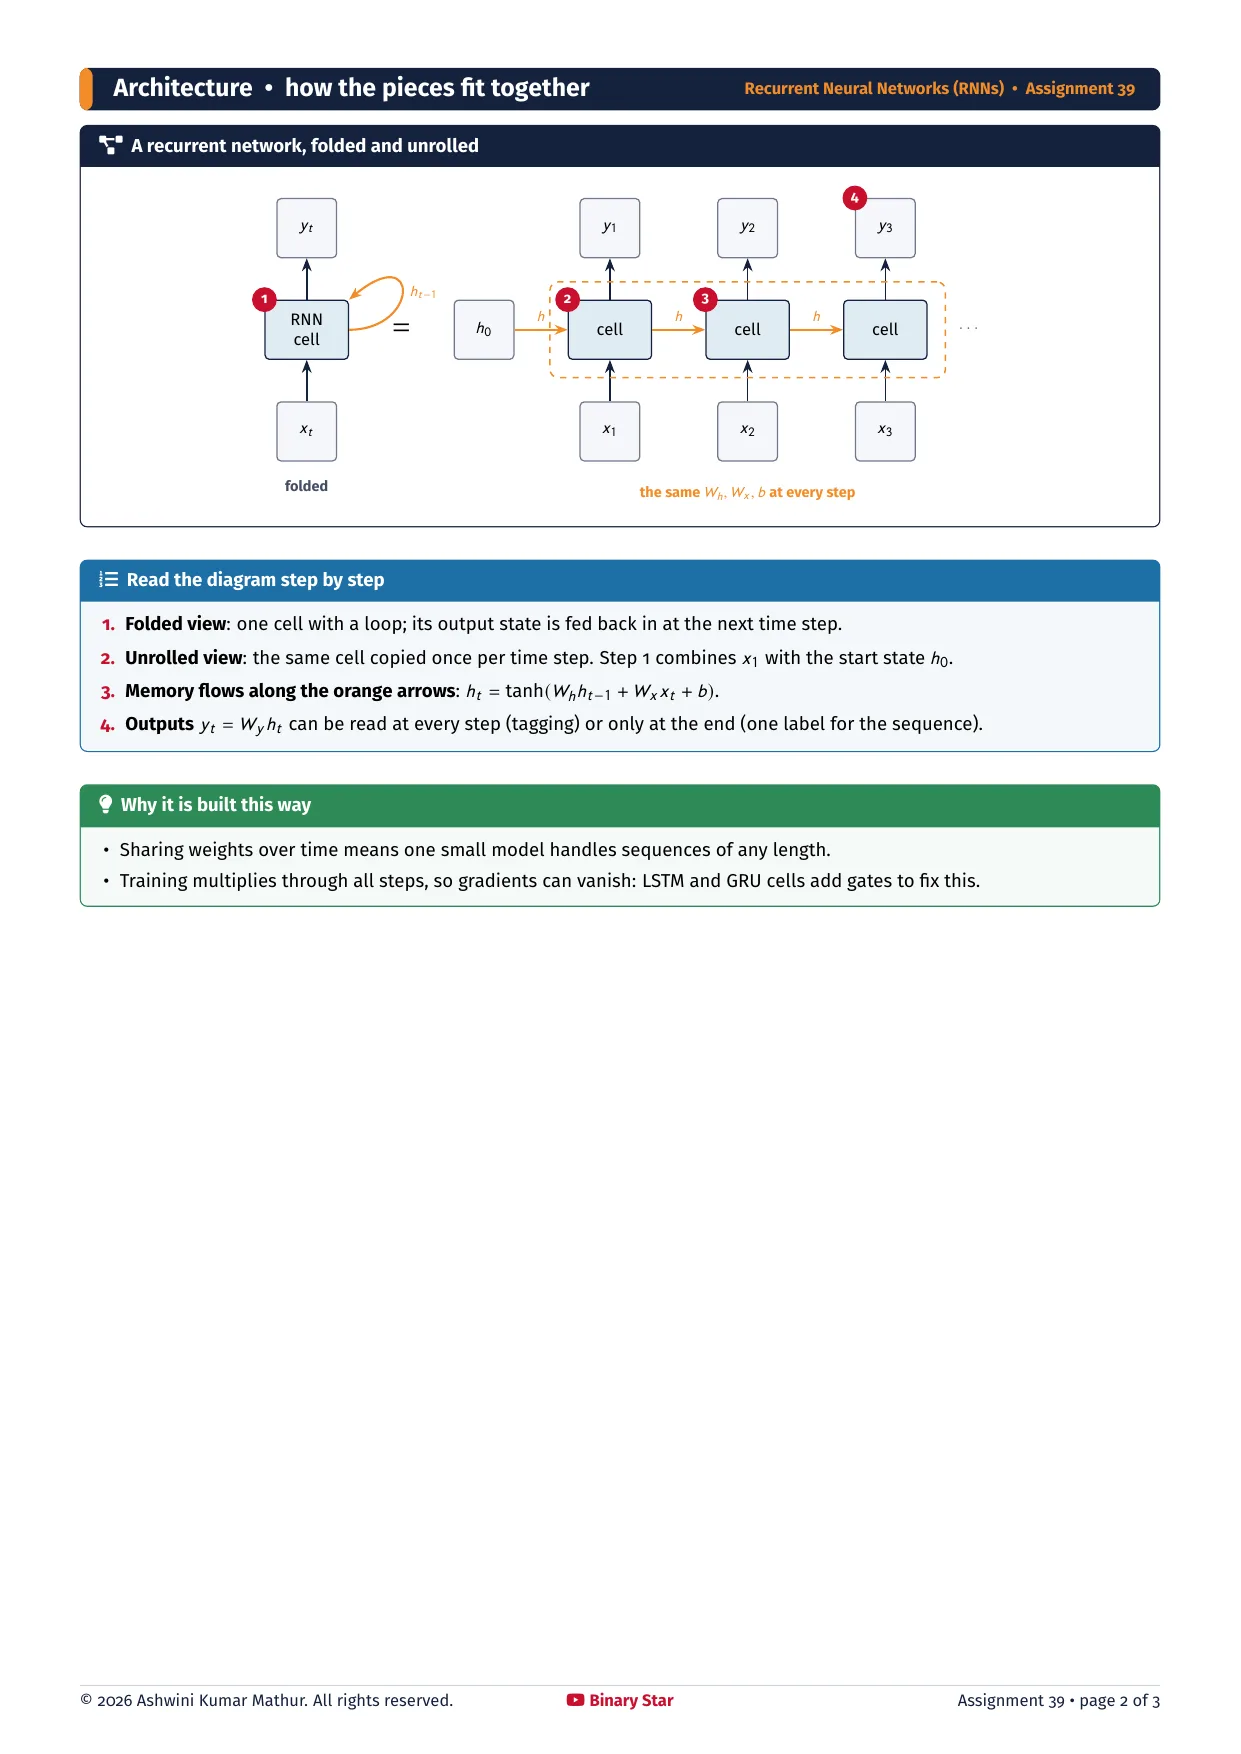 Architecture • how the pieces fit together
Recurrent Neural Networks (RNNs) • Assignment 39
A recurrent network, folded and unrolled
4
yₜ y₁ y₂ y₃
1 hₜ₋₁ 2 3
RNN cell = h₀ h cell h cell h cell · · ·
xₜ x₁ x₂ x₃
folded
the same Wₕ, Wₓ, b at every step
Read the diagram step by step
1. Folded view: one cell with a loop; its output state is fed back in at the next time step.
2. Unrolled view: the same cell copied once per time step. Step 1 combines x₁ with the start state h₀.
3. Memory flows along the orange arrows: hₜ = tanh(Wₕhₜ₋₁ + Wₓxₜ + b).
4. Outputs yₜ = W_y hₜ can be read at every step (tagging) or only at the end (one label for the sequence).
Why it is built this way
• Sharing weights over time means one small model handles sequences of any length.
• Training multiplies through all steps, so gradients can vanish: LSTM and GRU cells add gates to fix this.
© 2026 Ashwini Kumar Mathur. All rights reserved.
Binary Star
Assignment 39 • page 2 of 3